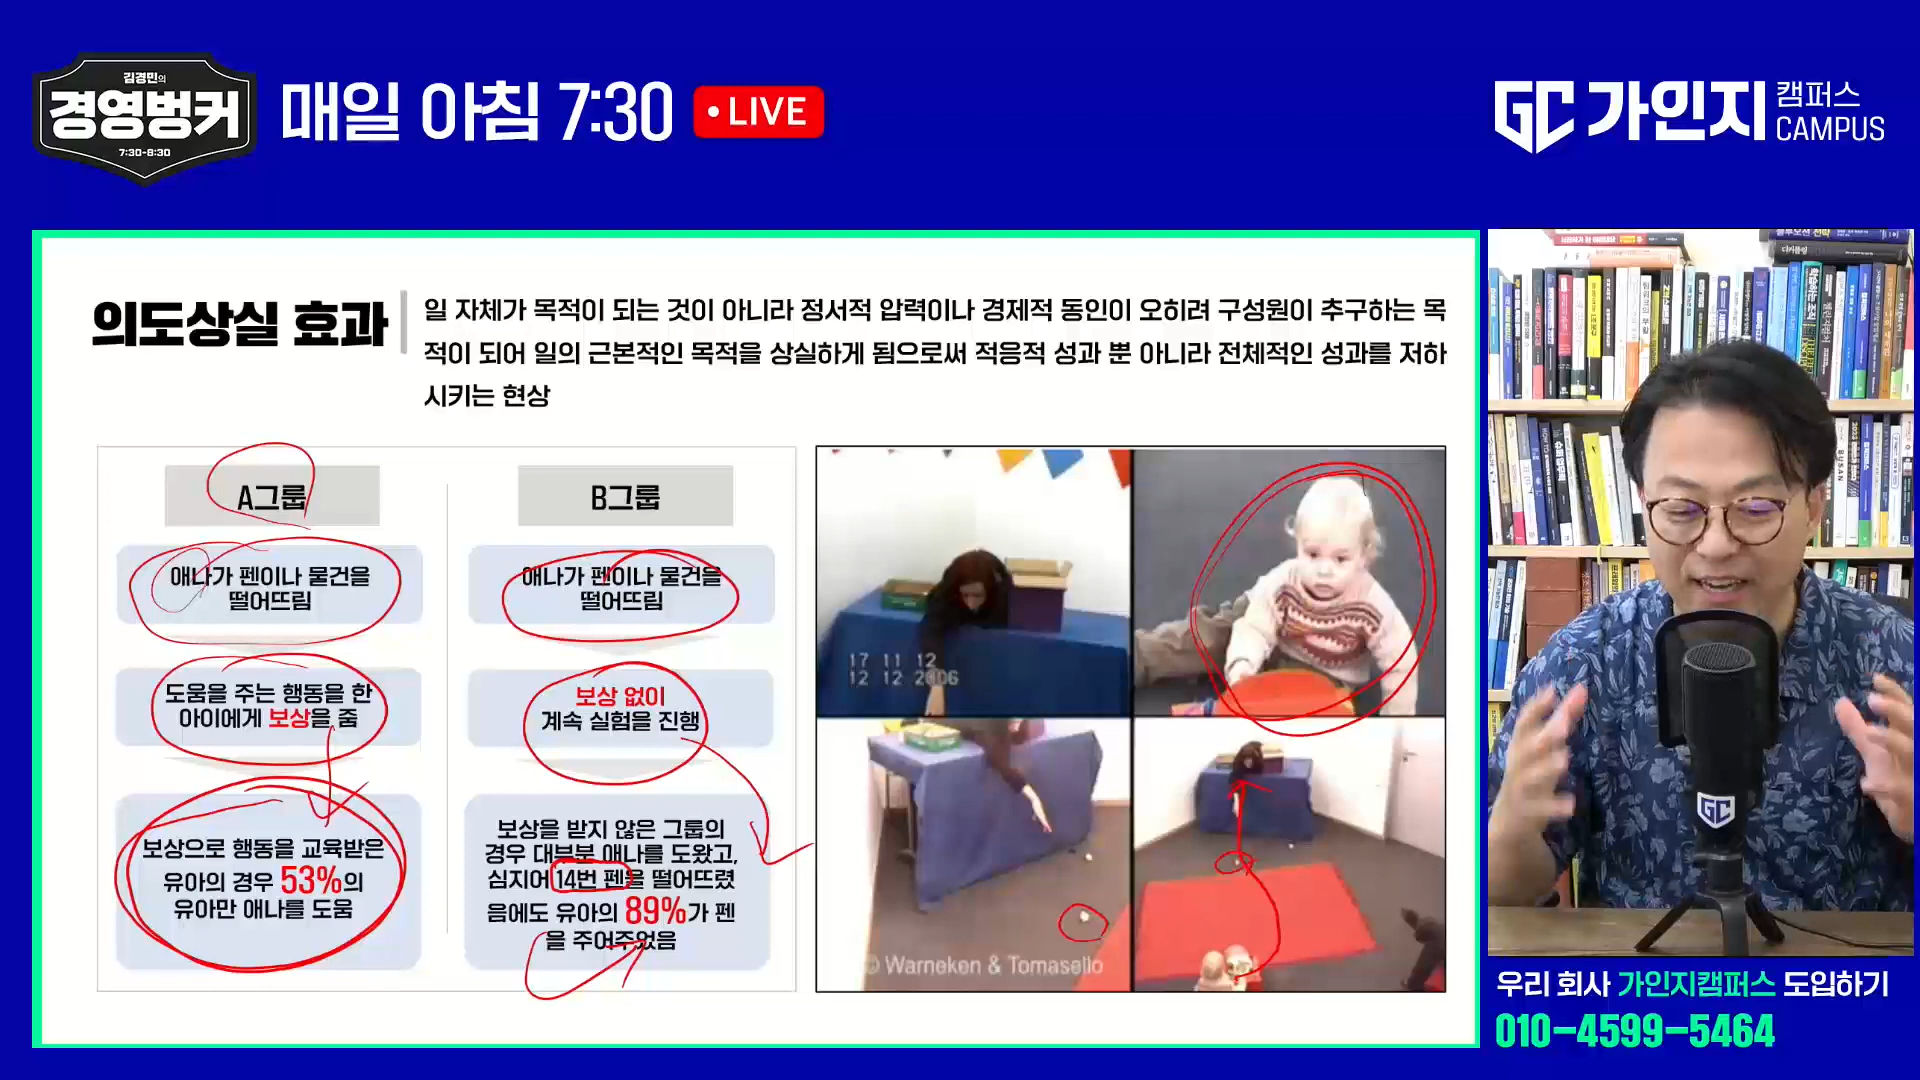 김경민의
경영벙커
7:30-8:30
매일 아침 7:30
LIVE
GC 가인지 캠퍼스 CAMPUS
의도상실 효과
일 자체가 목적이 되는 것이 아니라 정서적 압력이나 경제적 동인이 오히려 구성원이 추구하는 목
적이 되어 일의 근본적인 목적을 상실하게 됨으로써 적응적 성과 뿐 아니라 전체적인 성과를 저하
시키는 현상
A그룹
애나가 펜이나 물건을
떨어뜨림
도움을 주는 행동을 한
아이에게 보상을 줌
보상으로 행동을 교육받은
유아의 경우 53%의
유아만 애나를 도움
B그룹
애나가 펜이나 물건을
떨어뜨림
보상 없이
계속 실험을 진행
보상을 받지 않은 그룹의
경우 대부분 애나를 도왔고,
심지어 14번 펜을 떨어뜨렸
음에도 유아의 89%가 펜
을 주어주었음
17 11 12
12 12 2006
© Warneken & Tomasello
GC
우리 회사 가인지캠퍼스 도입하기
010-4599-5464